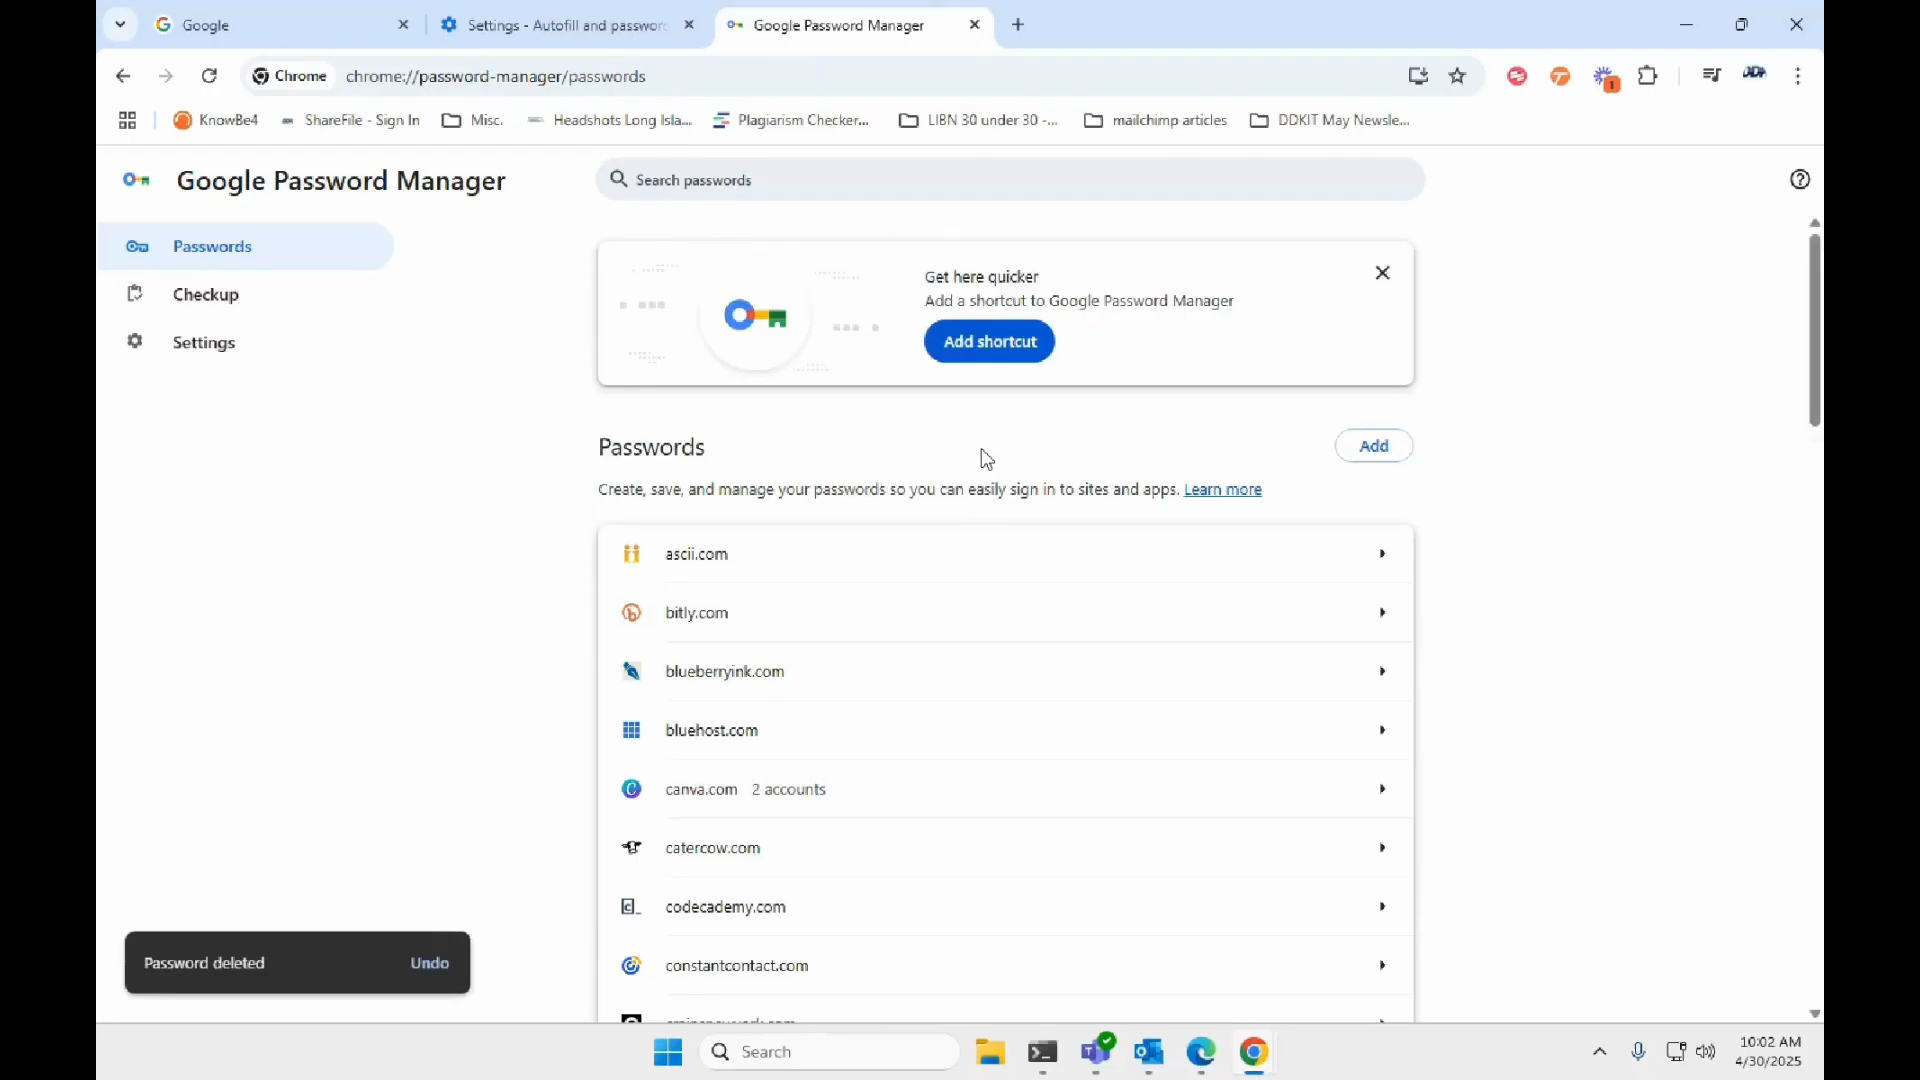 Google
Settings - Autofill and passwor
Google Password Manager
Chrome
chrome://password-manager/passwords
1
KnowBe4
ShareFile - Sign In
Misc.
Headshots Long Isla...
Plagiarism Checker...
LIBN 30 under 30 -...
mailchimp articles
DDKIT May Newsle...
Google Password Manager
Search passwords
Passwords
Checkup
Settings
Get here quicker
Add a shortcut to Google Password Manager
Add shortcut
Passwords
Add
Create, save, and manage your passwords so you can easily sign in to sites and apps. Learn more
ascii.com
bitly.com
blueberryink.com
bluehost.com
canva.com 2 accounts
catercow.com
codecademy.com
constantcontact.com
Password deleted
Undo
Search
10:02 AM
4/30/2025